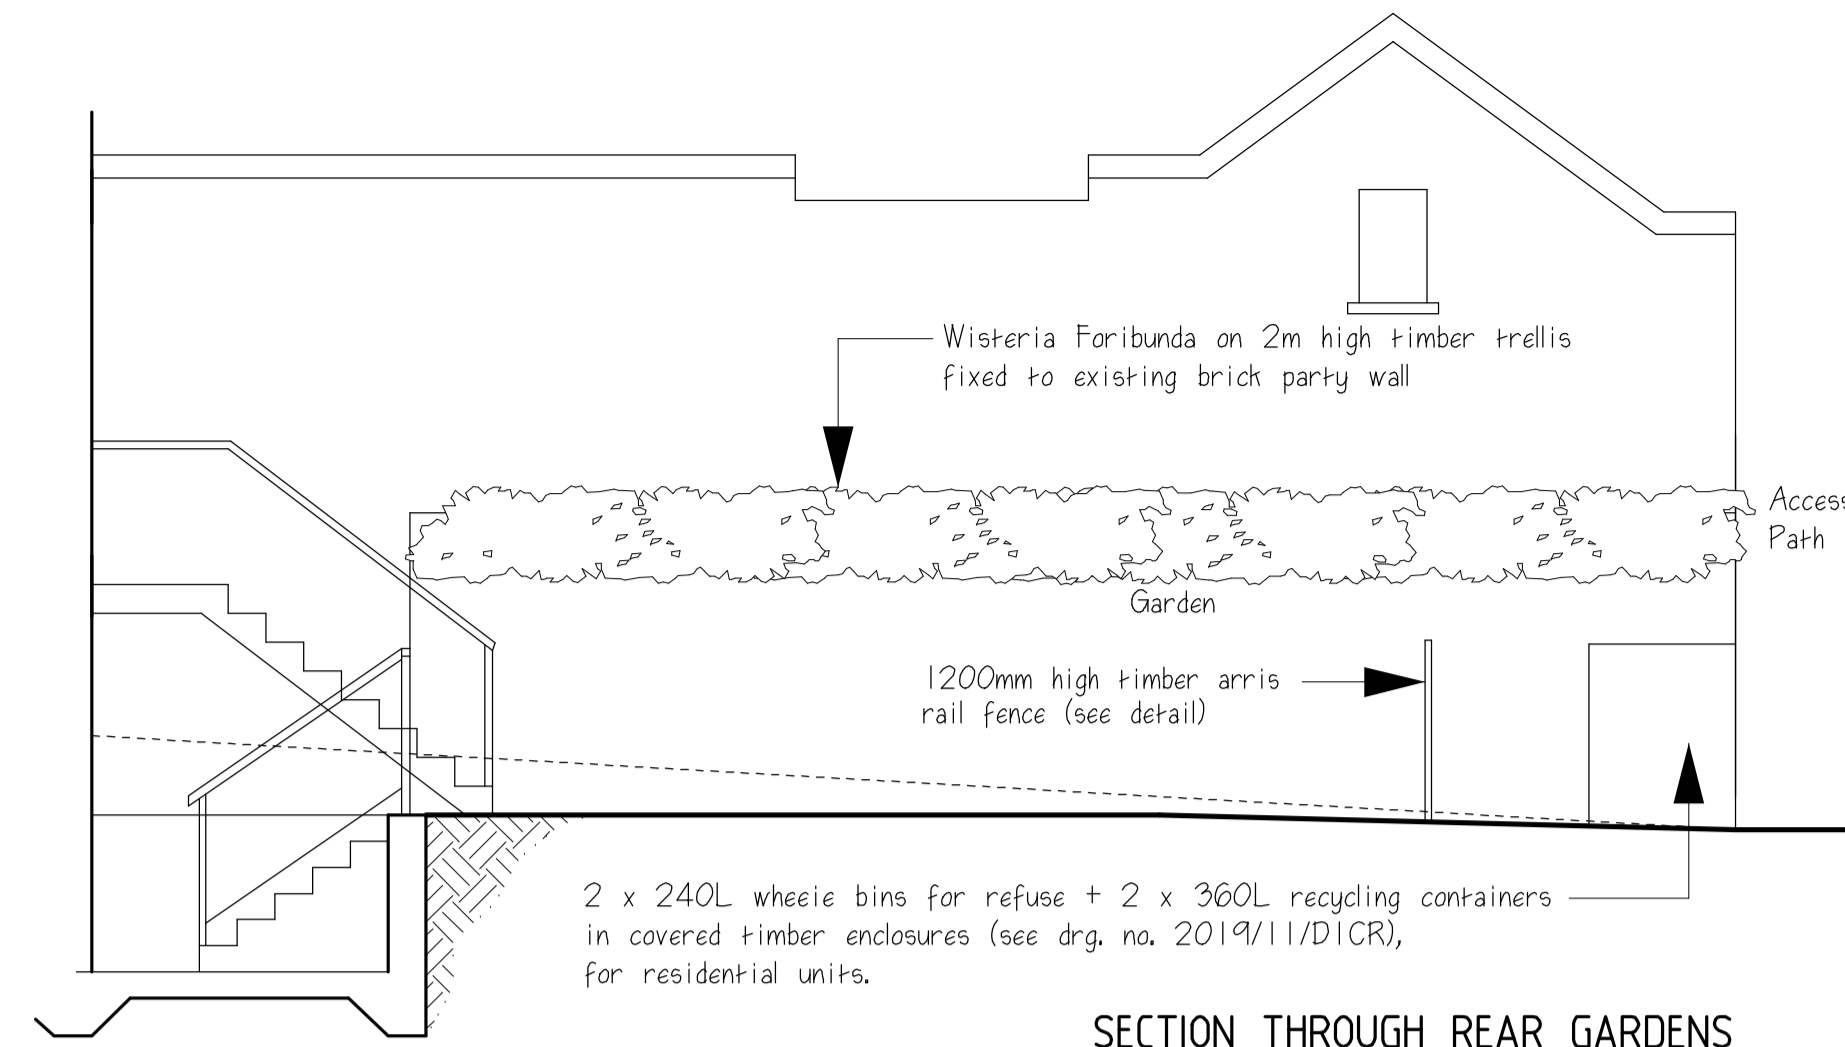 Wisteria Foribunda on 2m high timber trellis
fixed to existing brick party wall
Access
Path
Garden
1200mm high timber arris
rail fence (see detail)
2 x 240L wheeie bins for refuse + 2 x 360L recycling containers
in covered timber enclosures (see drg. no. 2019/11/D1CR),
for residential units.
SECTION THROUGH REAR GARDENS